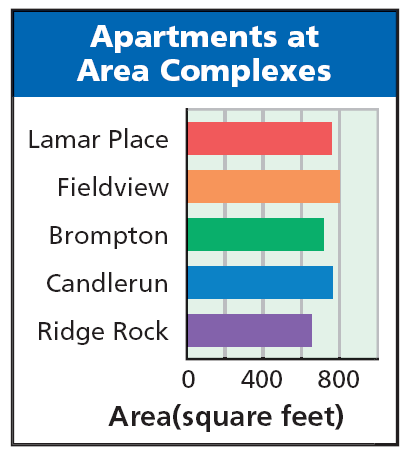 Apartments at
Area Complexes
Lamar Place
Fieldview
Brompton
Candlerun
Ridge Rock
0 400 800
Area(square feet)